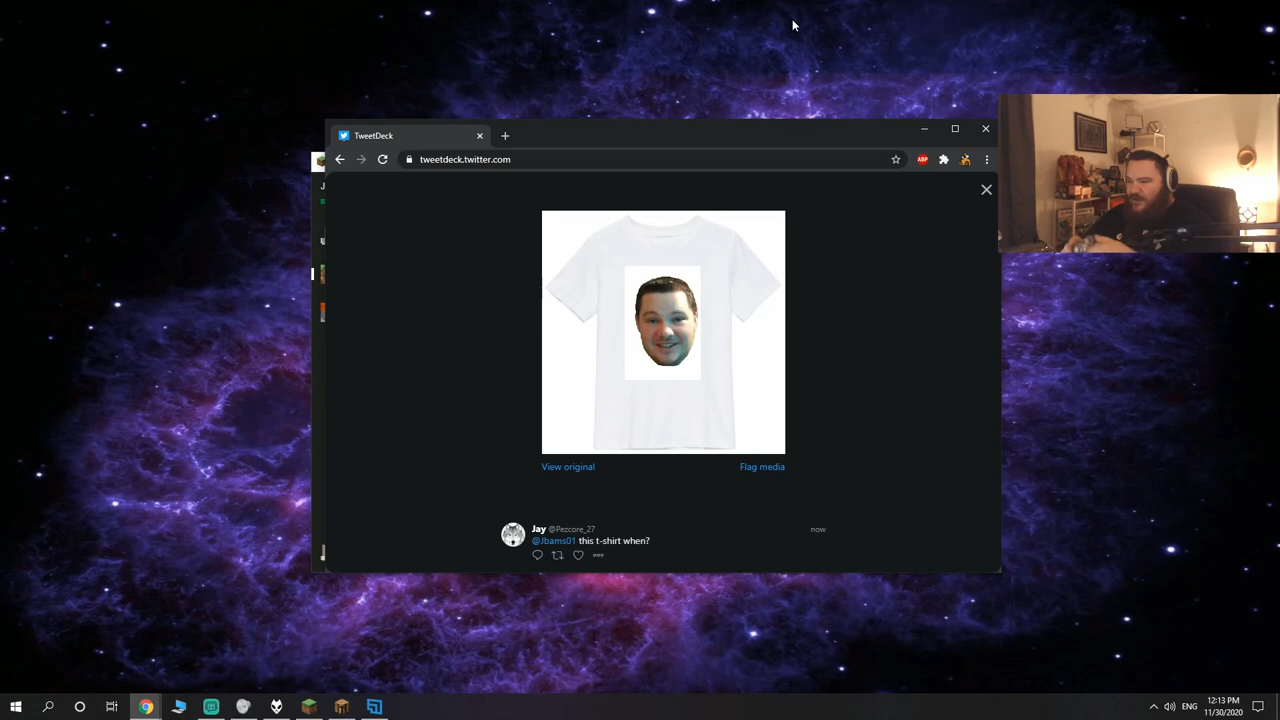 TweetDeck
tweetdeck.twitter.com
ABP
View original
Flag media
Jay @Pezcore_27
now
@Jbams01 this t-shirt when?
ENG
12:13 PM
11/30/2020